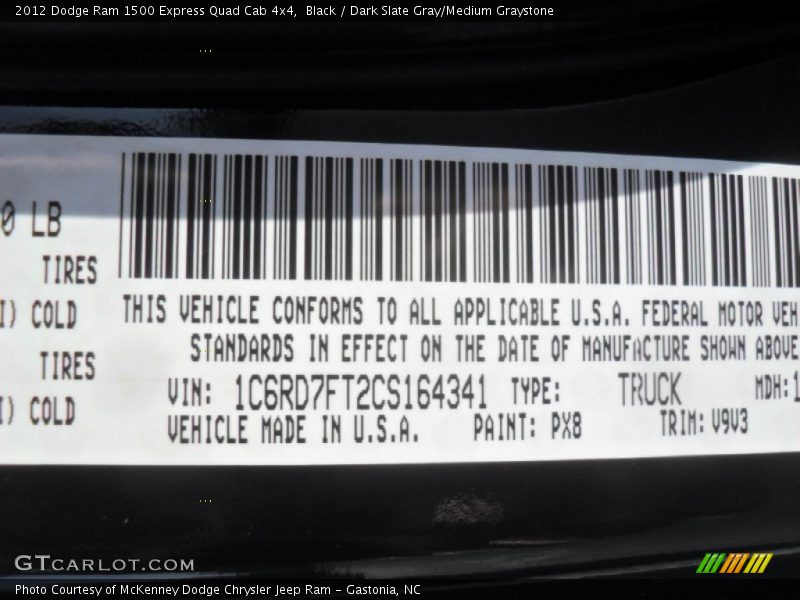 2012 Dodge Ram 1500 Express Quad Cab 4x4, Black / Dark Slate Gray/Medium Graystone
0 LB
TIRES
I) COLD
TIRES
I) COLD
THIS VEHICLE CONFORMS TO ALL APPLICABLE U.S.A. FEDERAL MOTOR VEH
STANDARDS IN EFFECT ON THE DATE OF MANUFACTURE SHOWN ABOVE
VIN: 1C6RD7FT2CS164341 TYPE: TRUCK MDH:1
VEHICLE MADE IN U.S.A. PAINT: PX8 TRIM: V9V3
GTCARLOT.COM
Photo Courtesy of McKenney Dodge Chrysler Jeep Ram - Gastonia, NC